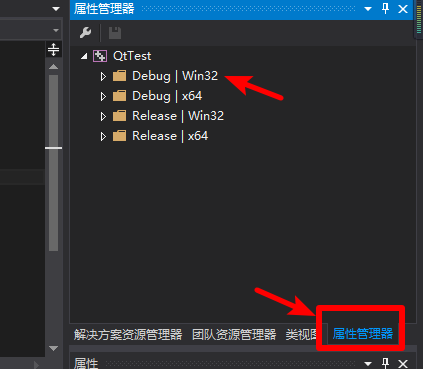 属性管理器
QtTest
Debug | Win32
Debug | x64
Release | Win32
Release | x64
解决方案资源管理器 团队资源管理器 类视图 属性管理器
属性